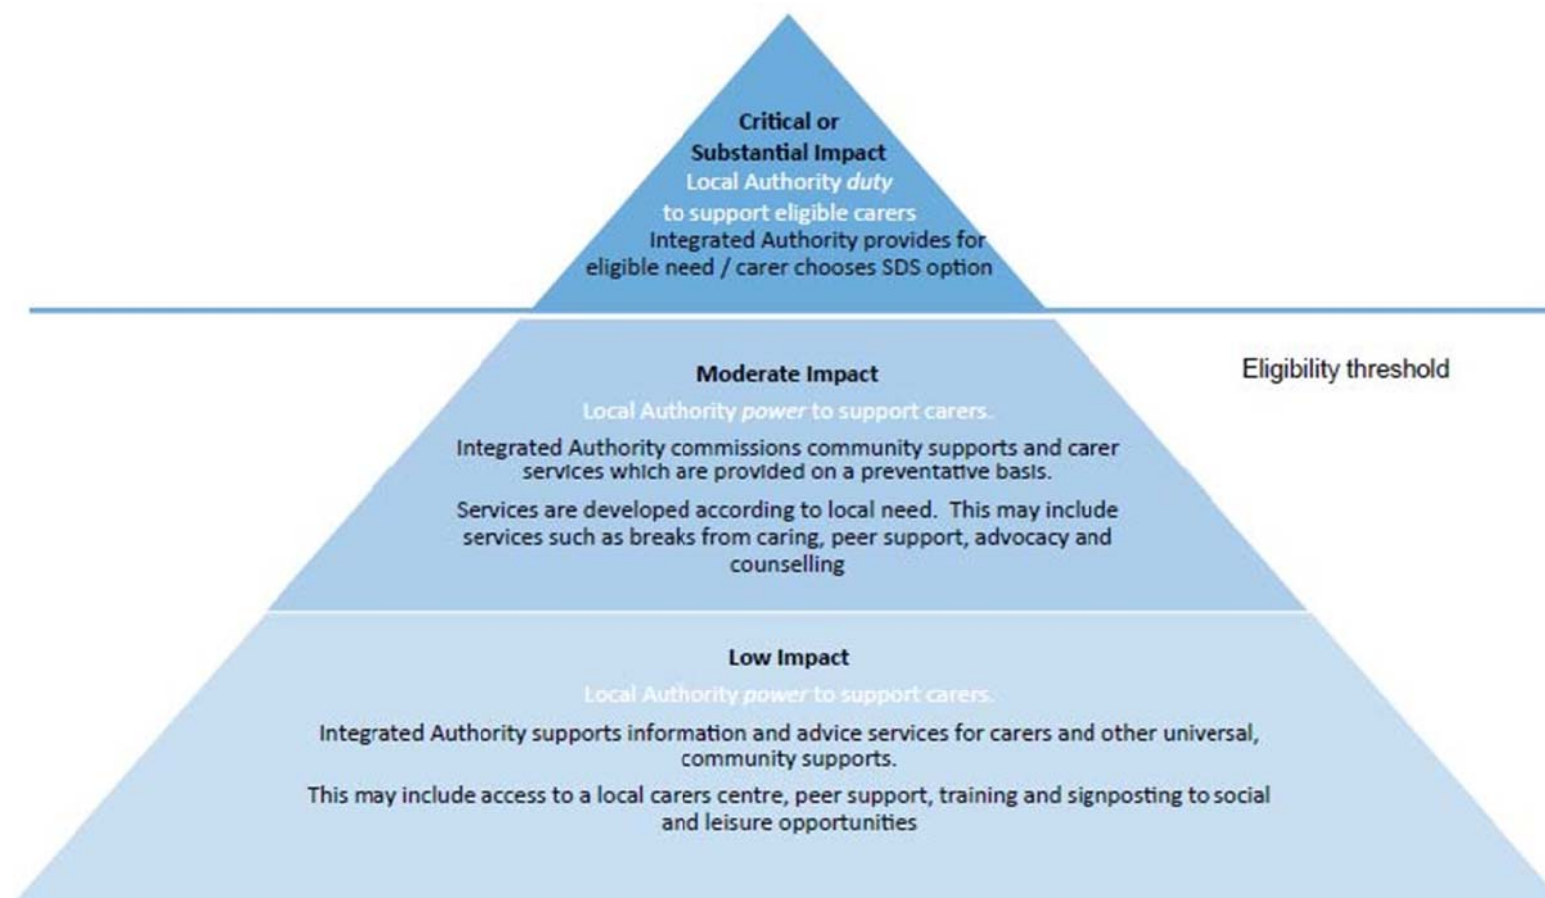 Critical or
Substantial Impact
Local Authority duty
to support eligible carers
Integrated Authority provides for
eligible need / carer chooses SDS option
Eligibility threshold
Moderate Impact
Local Authority power to support carers.
Integrated Authority commissions community supports and carer
services which are provided on a preventative basis.
Services are developed according to local need.  This may include
services such as breaks from caring, peer support, advocacy and
counselling
Low Impact
Local Authority power to support carers.
Integrated Authority supports information and advice services for carers and other universal,
community supports.
This may include access to a local carers centre, peer support, training and signposting to social
and leisure opportunities